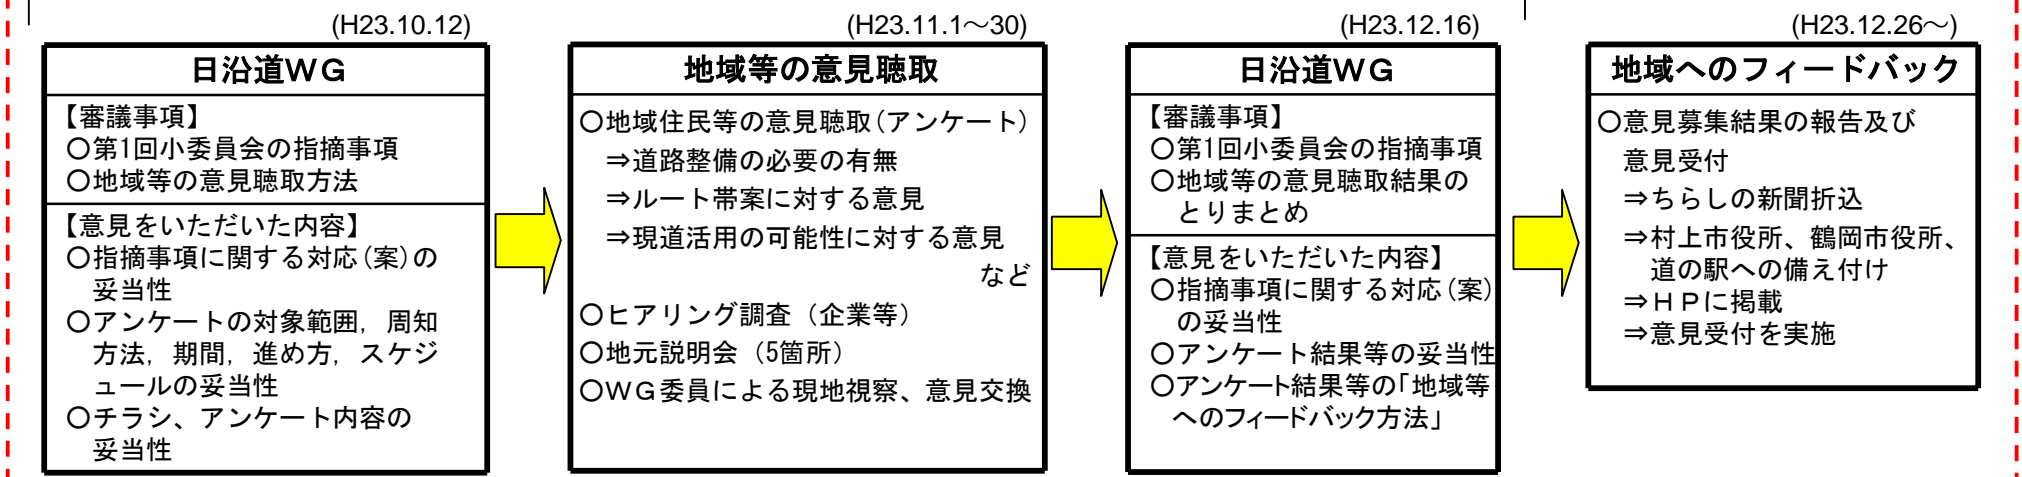 (H23.10.12)
日沿道WG
【審議事項】
○第1回小委員会の指摘事項
○地域等の意見聴取方法
【意見をいただいた内容】
○指摘事項に関する対応(案)の
妥当性
○アンケートの対象範囲，周知
方法，期間，進め方，スケジ
ュールの妥当性
○チラシ、アンケート内容の
妥当性
(H23.11.1～30)
地域等の意見聴取
○地域住民等の意見聴取(アンケート)
⇒道路整備の必要の有無
⇒ルート帯案に対する意見
⇒現道活用の可能性に対する意見
など
○ヒアリング調査（企業等）
○地元説明会（5箇所）
○WG委員による現地視察、意見交換
(H23.12.16)
日沿道WG
【審議事項】
○第1回小委員会の指摘事項
○地域等の意見聴取結果の
とりまとめ
【意見をいただいた内容】
○指摘事項に関する対応(案)
の妥当性
○アンケート結果等の妥当性
○アンケート結果等の「地域等
へのフィードバック方法」
(H23.12.26～)
地域へのフィードバック
○意見募集結果の報告及び
意見受付
⇒ちらしの新聞折込
⇒村上市役所、鶴岡市役所、
道の駅への備え付け
⇒ＨＰに掲載
⇒意見受付を実施